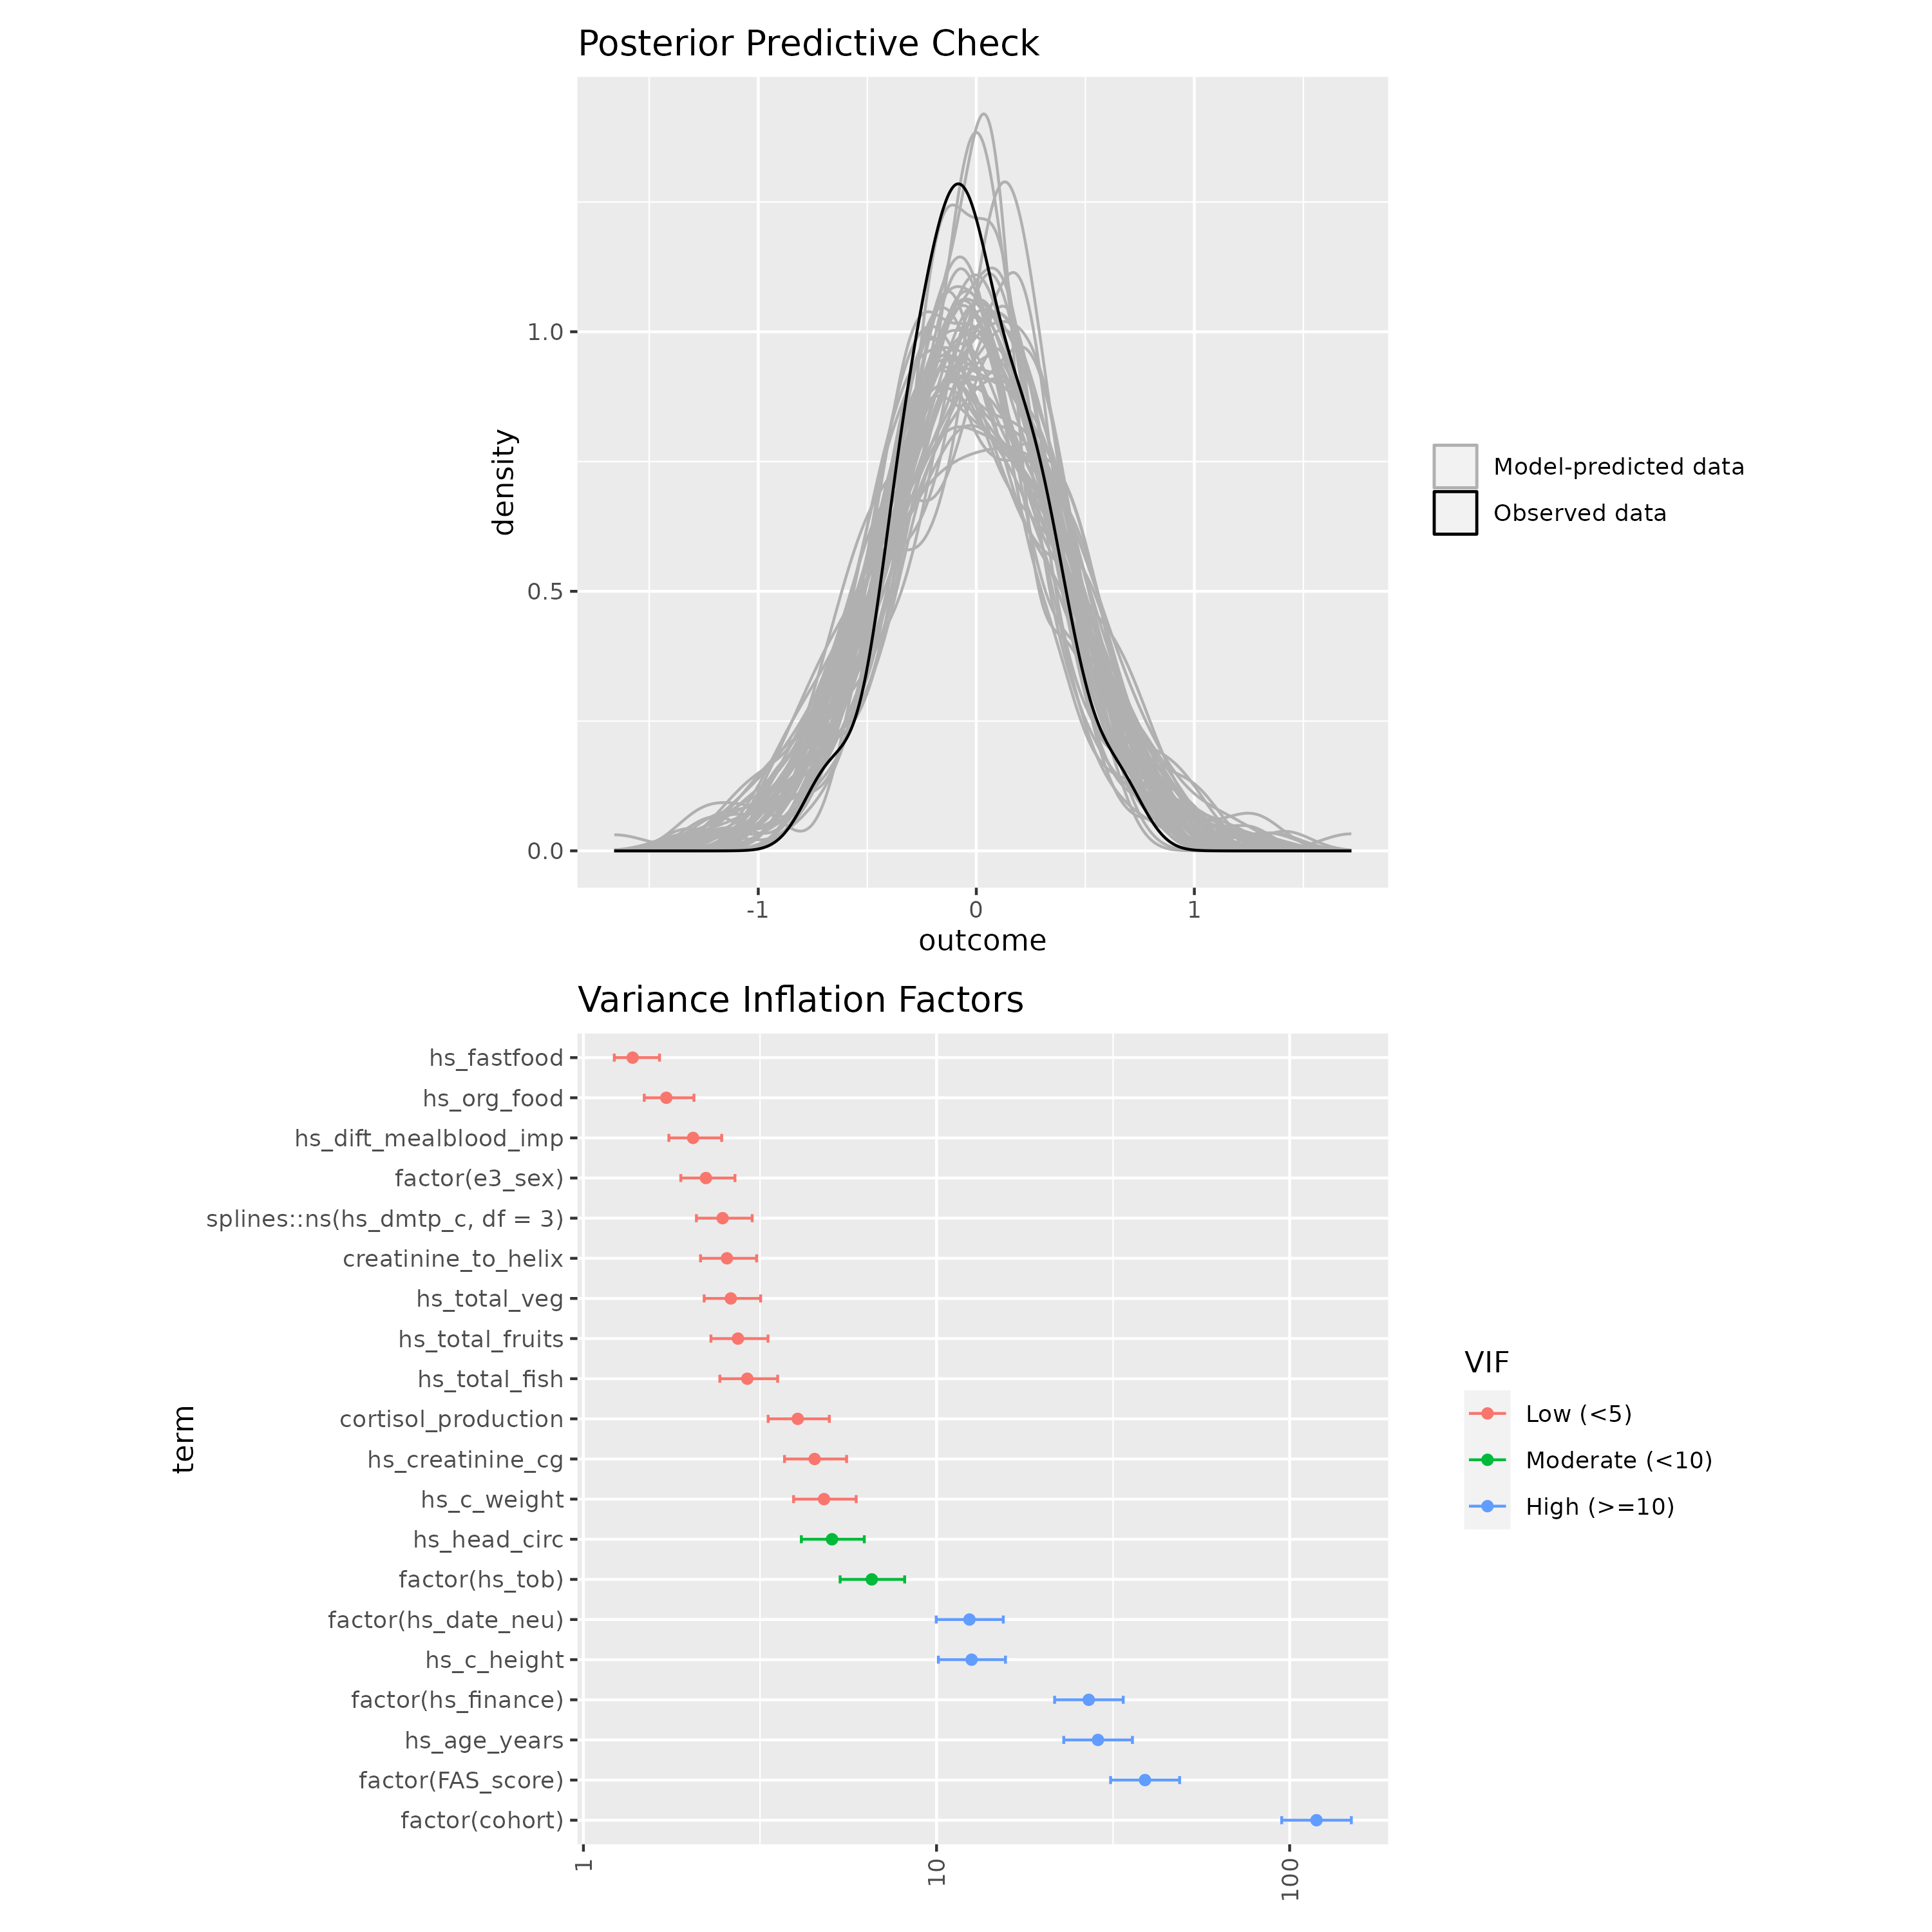 Posterior Predictive Check
density
1.0
0.5
0.0
-1 0 1
outcome
Model-predicted data
Observed data
Variance Inflation Factors
term
hs_fastfood
hs_org_food
hs_dift_mealblood_imp
factor(e3_sex)
splines::ns(hs_dmtp_c, df = 3)
creatinine_to_helix
hs_total_veg
hs_total_fruits
hs_total_fish
cortisol_production
hs_creatinine_cg
hs_c_weight
hs_head_circ
factor(hs_tob)
factor(hs_date_neu)
hs_c_height
factor(hs_finance)
hs_age_years
factor(FAS_score)
factor(cohort)
1 10 100
VIF
Low (<5)
Moderate (<10)
High (>=10)